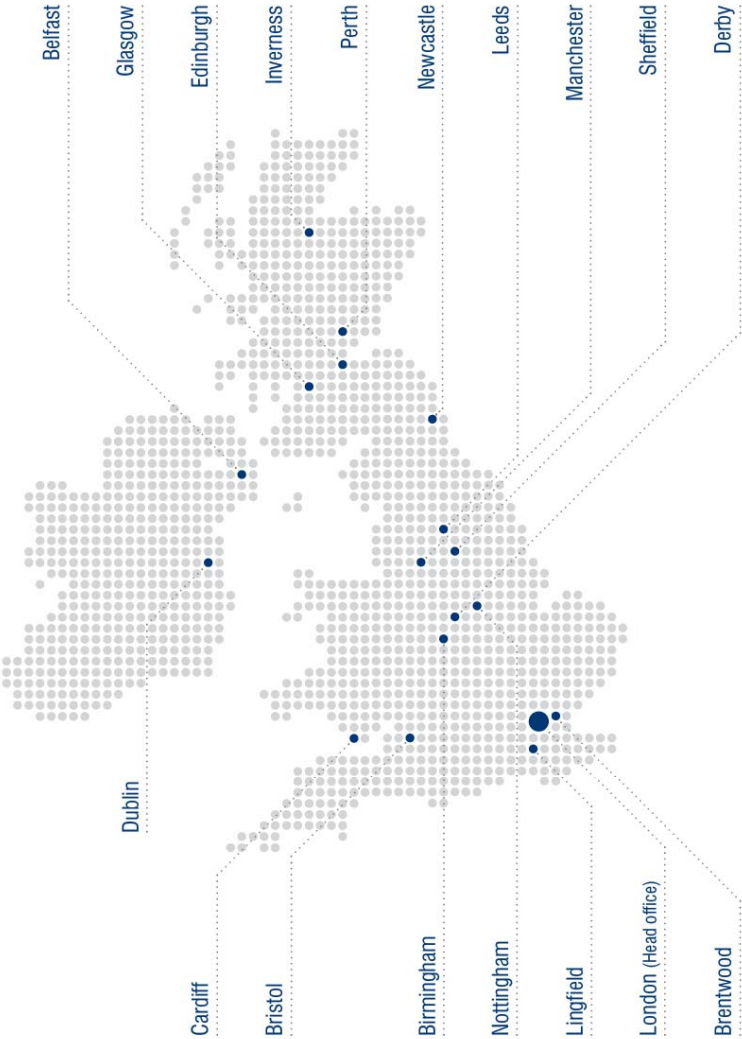 Belfast
Glasgow
Edinburgh
Inverness
Perth
Newcastle
Leeds
Manchester
Sheffield
Derby
Dublin
Cardiff
Bristol
Birmingham
Nottingham
Lingfield
London (Head office)
Brentwood